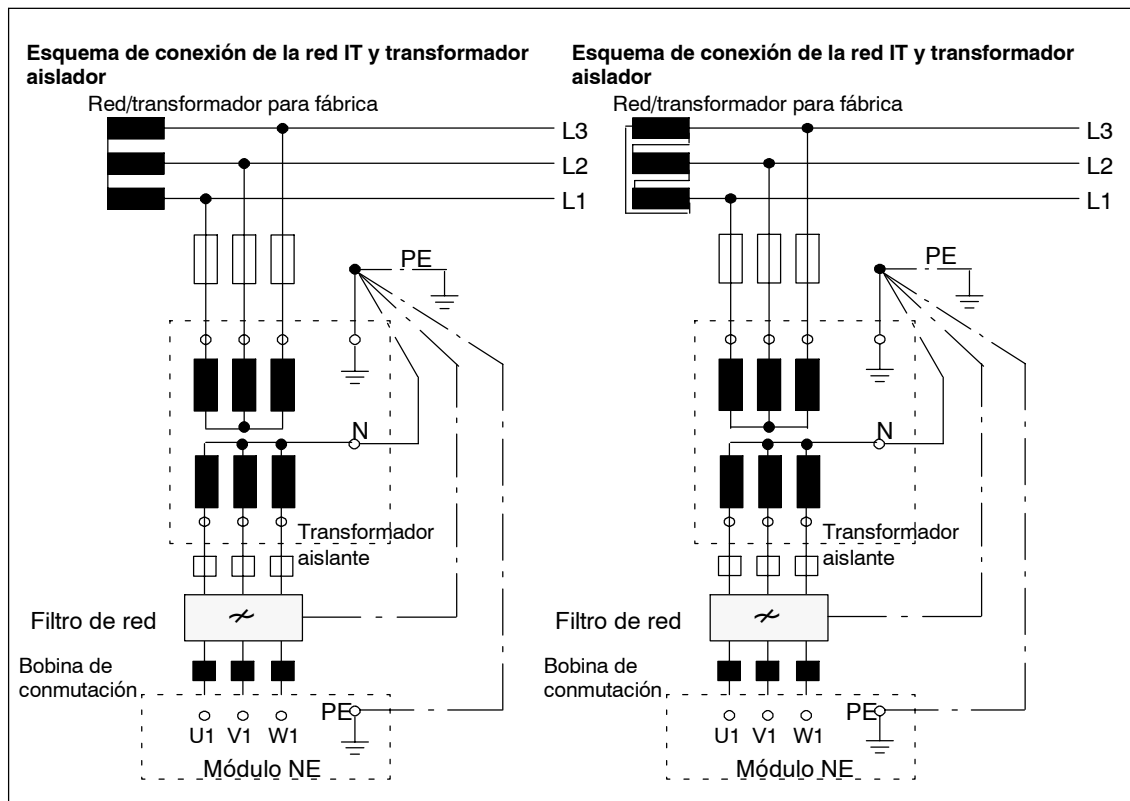 Esquema de conexión de la red IT y transformador
aislador
Red/transformador para fábrica
L3
L2
L1
PE
N
Transformador
aislante
Filtro de red
Bobina de
conmutación
PE
U1 V1 W1
Módulo NE
Esquema de conexión de la red IT y transformador
aislador
Red/transformador para fábrica
L3
L2
L1
PE
N
Transformador
aislante
Filtro de red
Bobina de
conmutación
PE
U1 V1 W1
Módulo NE